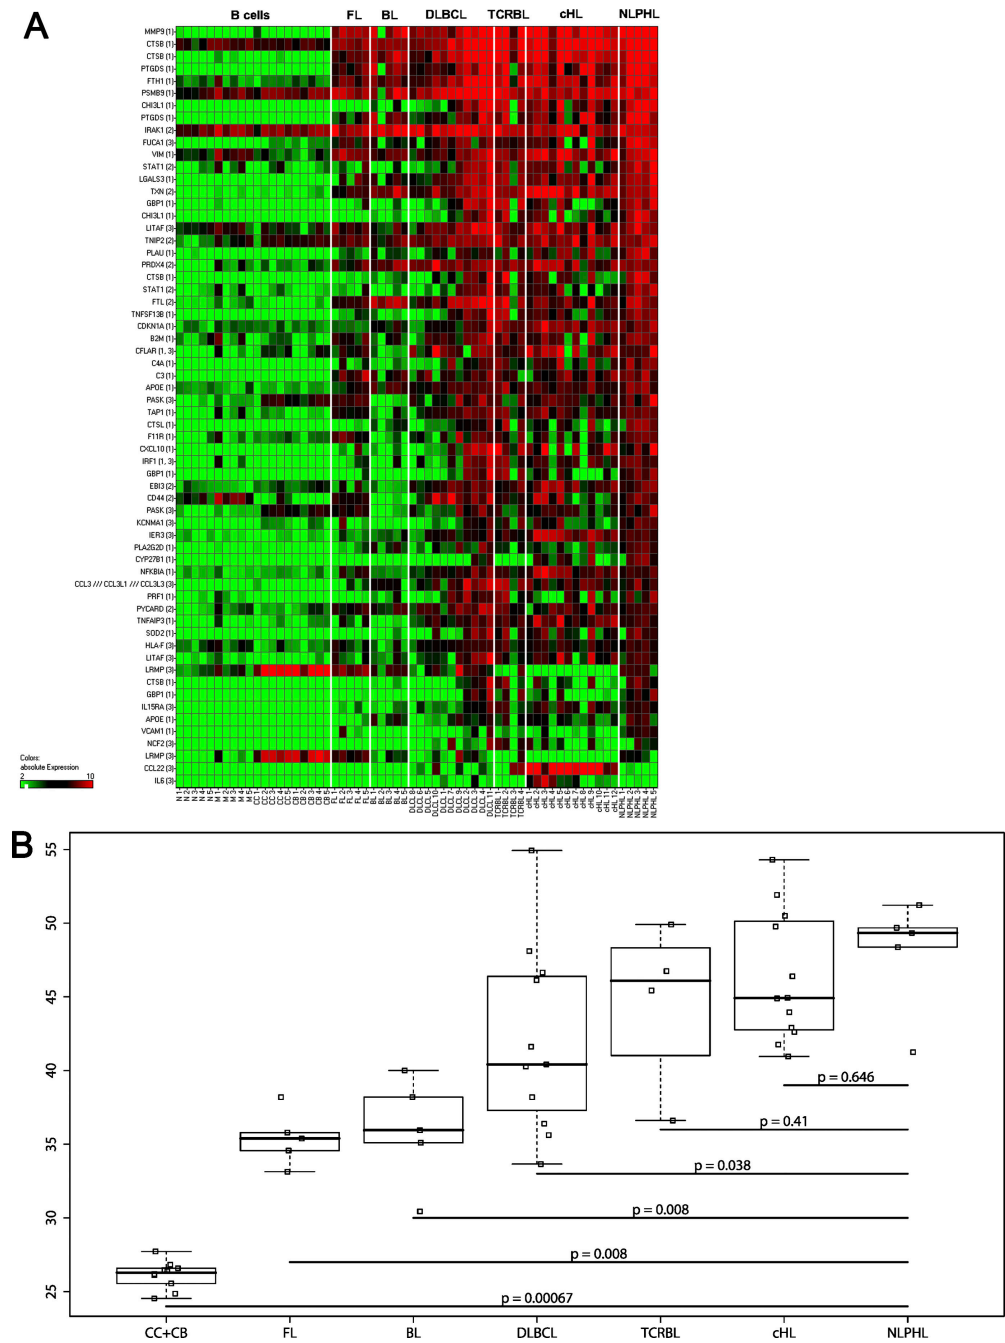 A
B cells FL BL DLBCL TCRBL cHL NLPHL
MMP9 (1)
CTSB (1)
CTSB (1)
PTGDS (1)
FTH1 (1)
PSMB9 (1)
CHI3L1 (1)
PTGDS (1)
IRAK1 (2)
FUCA1 (3)
VIM (1)
STAT1 (2)
LGALS3 (1)
TXN (2)
GBP1 (1)
CHI3L1 (1)
LITAF (3)
TNIP2 (2)
PLAU (1)
PRDX4 (2)
CTSB (1)
STAT1 (2)
FTL (2)
TNFSF13B (1)
CDKN1A (1)
B2M (1)
CFLAR (1, 3)
C4A (1)
C3 (1)
APOE (1)
PASK (3)
TAP1 (1)
CTSL (1)
F11R (1)
CXCL10 (1)
IRF1 (1, 3)
GBP1 (1)
EBI3 (2)
CD44 (2)
PASK (3)
KCNMA1 (1)
IER3 (3)
PLA2G2D (1)
CYP27B1 (1)
NFKBIA (1)
CCL3 /// CCL3L1 /// CCL3L3 (3)
PRF1 (1)
PYCARD (2)
TNFAIP3 (1)
SOD2 (1)
HLA-F (3)
LITAF (3)
LRMP (3)
CTSB (1)
GBP1 (1)
IL15RA (3)
APOE (1)
VCAM1 (1)
NCF2 (3)
LRMP (3)
CCL22 (3)
IL6 (3)
Colors:
absolute Expression
2 10
B
55
50
45
40
35
30
25
p = 0.646
p = 0.41
p = 0.038
p = 0.008
p = 0.008
p = 0.00067
CC+CB FL BL DLBCL TCRBL cHL NLPHL